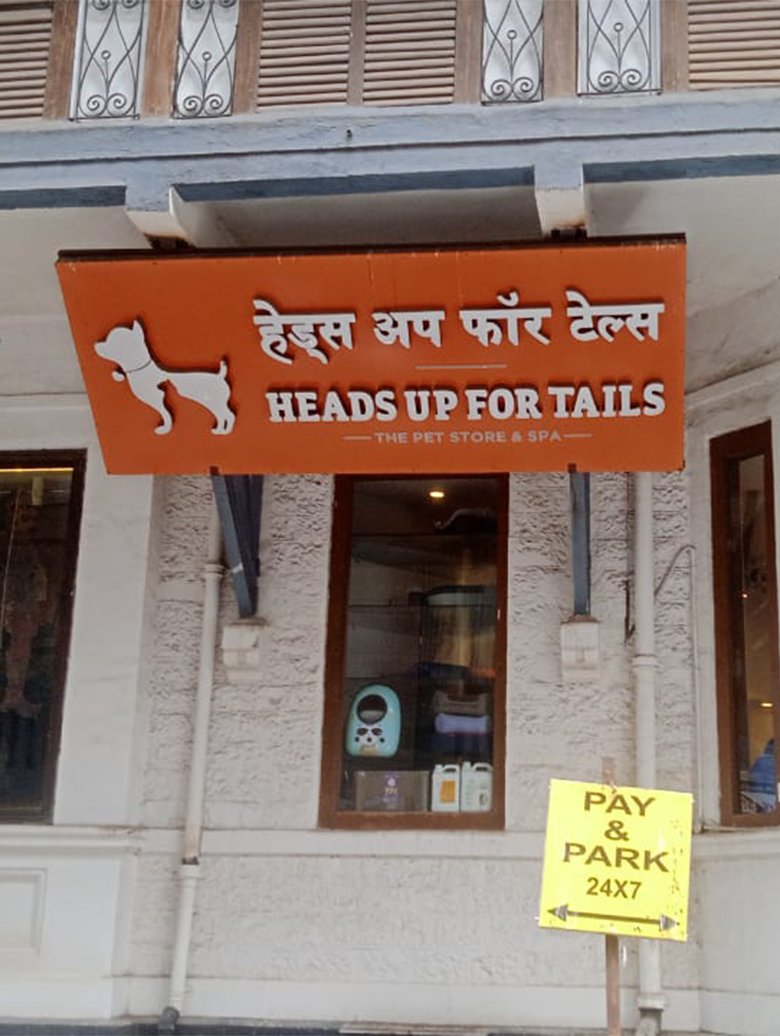 हेड्स अप फॉर टेल्स
HEADS UP FOR TAILS
THE PET STORE & SPA
PAY
&
PARK
24X7